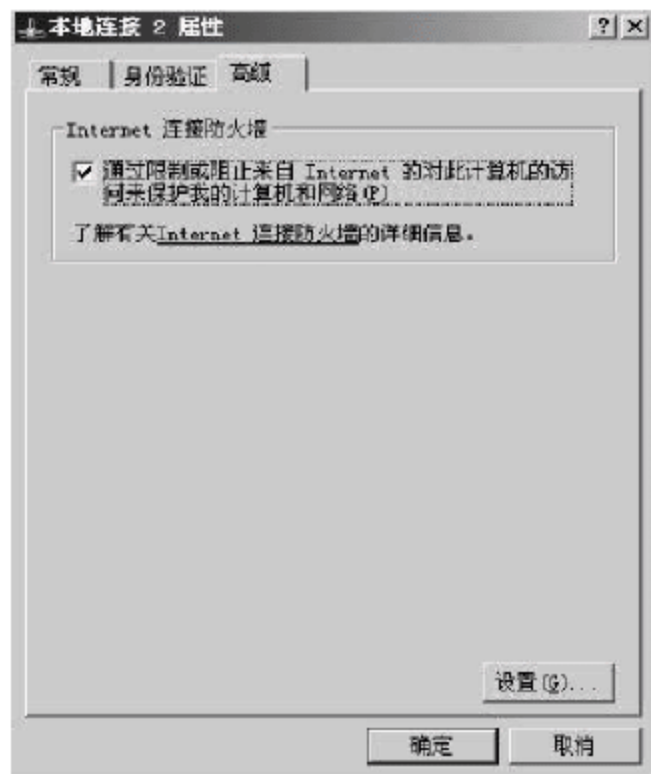 本地连接 2 属性
常规 身份验证 高级
Internet 连接防火墙
通过限制或阻止来自 Internet 的对此计算机的访
问来保护我的计算机和网络(P)
了解有关Internet 连接防火墙的详细信息。
设置(G)...
确定 取消